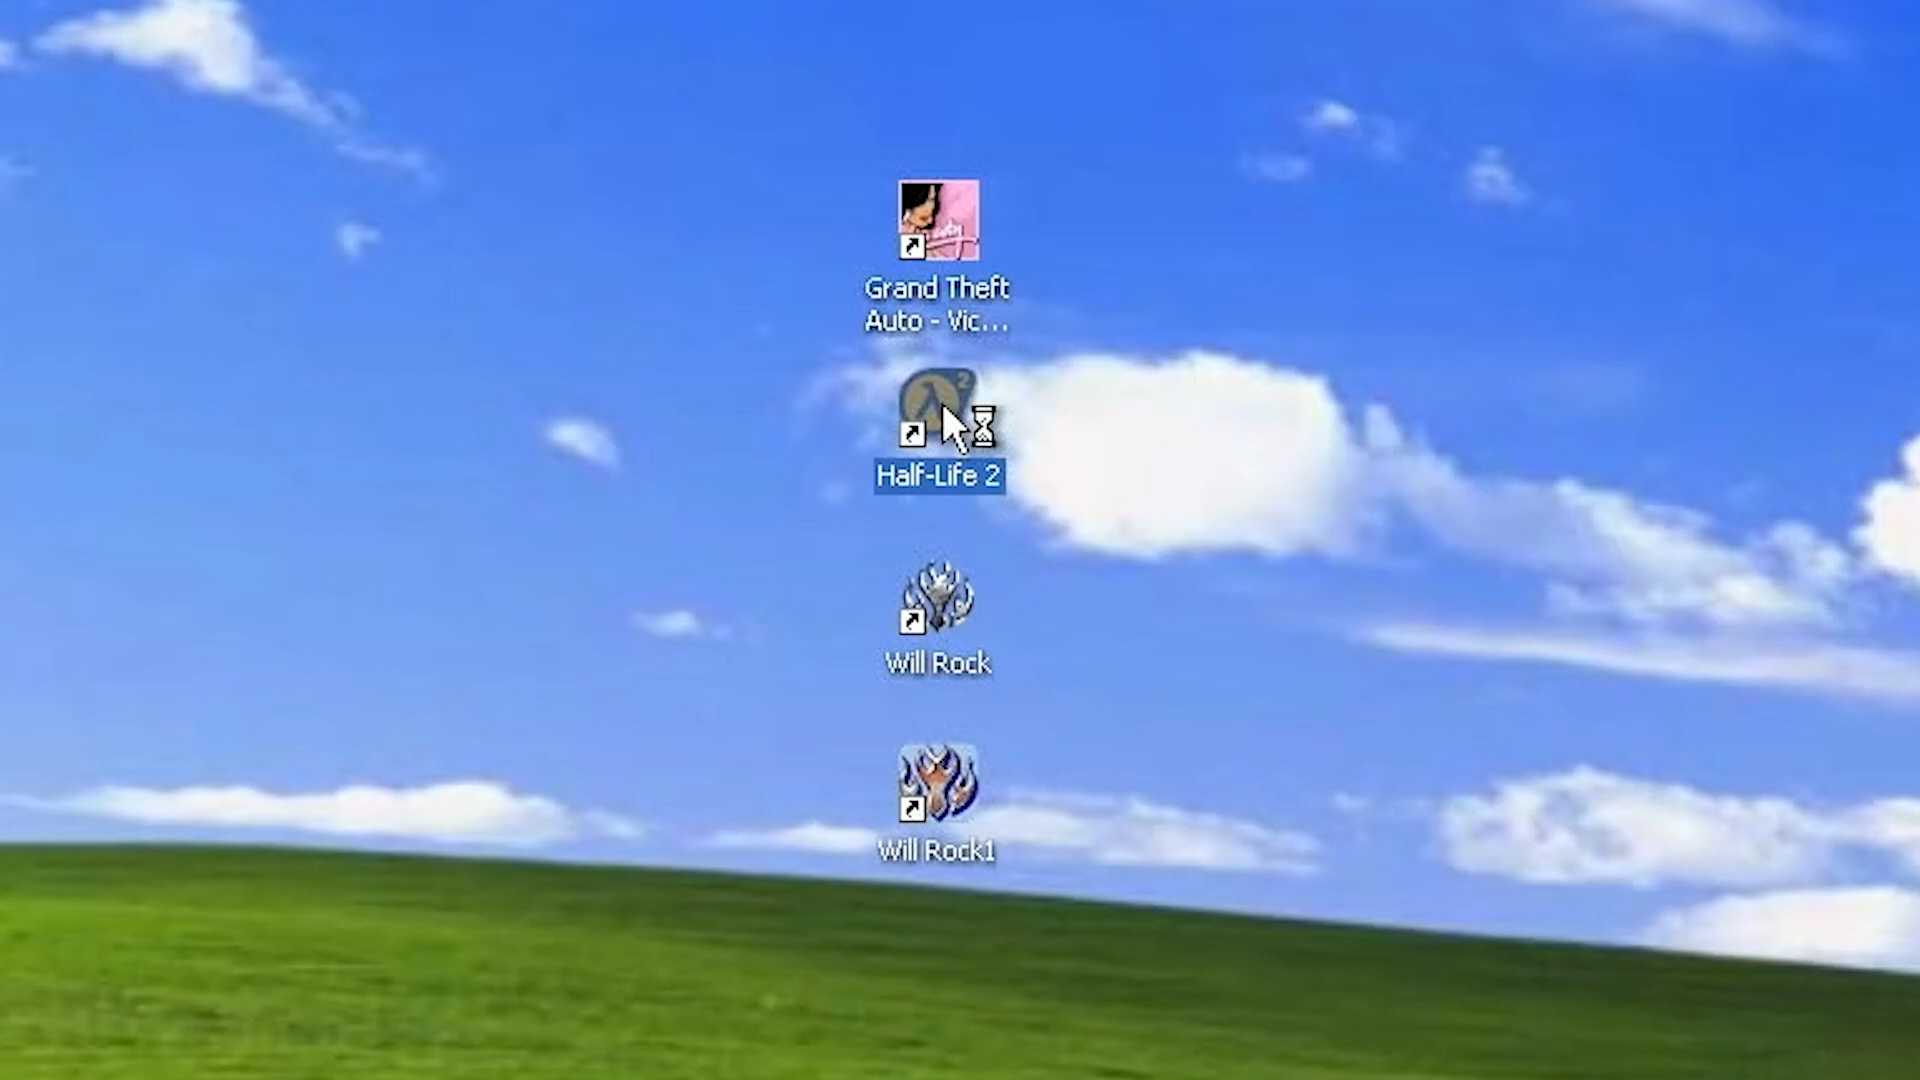 Grand Theft
Auto - Vic...
Half-Life 2
Will Rock
Will Rock1